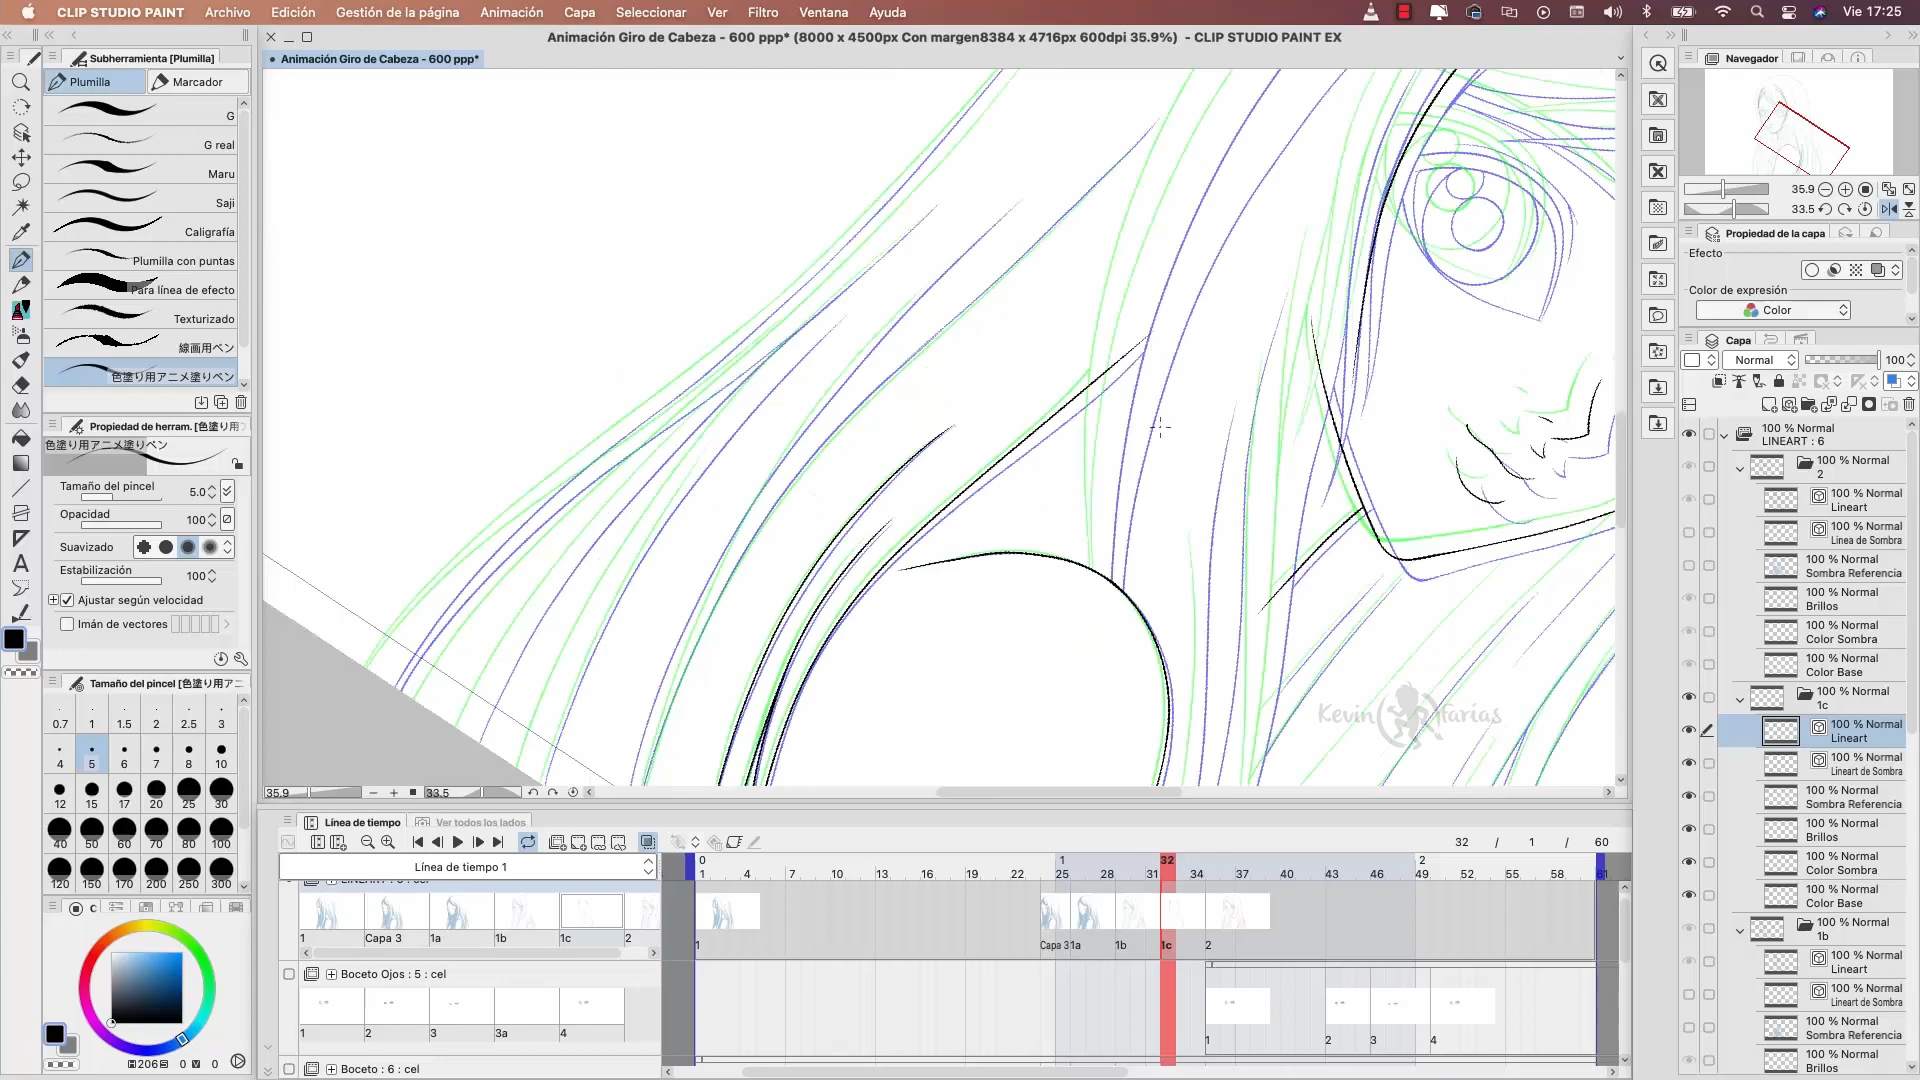 CLIP STUDIO PAINT Archivo Edición Gestión de la página Animación Capa Seleccionar Ver Filtro Ventana Ayuda Vie 17:25
Animación Giro de Cabeza - 600 ppp* (8000 x 4500px Con margen8384 x 4716px 600dpi 35.9%) - CLIP STUDIO PAINT EX
Animación Giro de Cabeza - 600 ppp*
Subherramienta [Plumilla]
Plumilla Marcador
G
G real
Maru
Saji
Caligrafía
Plumilla con puntas
Para línea de efecto
Texturizado
線画用ペン
色塗り用アニメ塗りペン
Propiedad de herram. [色塗り用ア
色塗り用アニメ塗りペン
Tamaño del pincel 5.0
Opacidad 100
Suavizado
Estabilización 100
Ajustar según velocidad
Imán de vectores
Tamaño del pincel [色塗り用アニ
0.7 1 1.5 2 2.5 3
4 5 6 7 8 10
12 15 17 20 25 30
40 50 60 70 80 100
120 150 170 200 250 300
206 0 V 0
Kevin Farías
35.9 33.5
Línea de tiempo Ver todos los lados
32 / 1 / 60
Línea de tiempo 1
0 1 32 2
1 4 7 10 13 16 19 22 25 28 31 34 37 40 43 46 49 52 55 58 61
LINEART : 6 : cel
1 Capa 3 1a 1b 1c 2
1 Capa 3 1a 1b 1c 2
Boceto Ojos : 5 : cel
1 2 3 3a 4
1 2 3 4
Boceto : 6 : cel
Navegador
35.9
33.5
Propiedad de la capa
Efecto
Color de expresión
Color
Capa
Normal 100
100 % Normal
LINEART : 6
100 % Normal
2
100 % Normal
Lineart
100 % Normal
Linea de Sombra
100 % Normal
Sombra Referencia
100 % Normal
Brillos
100 % Normal
Color Sombra
100 % Normal
Color Base
100 % Normal
1c
100 % Normal
Lineart
100 % Normal
Lineart de Sombra
100 % Normal
Sombra Referencia
100 % Normal
Brillos
100 % Normal
Color Sombra
100 % Normal
Color Base
100 % Normal
1b
100 % Normal
Lineart
100 % Normal
Lineart de Sombra
100 % Normal
Sombra Referencia
100 % Normal
Brillos